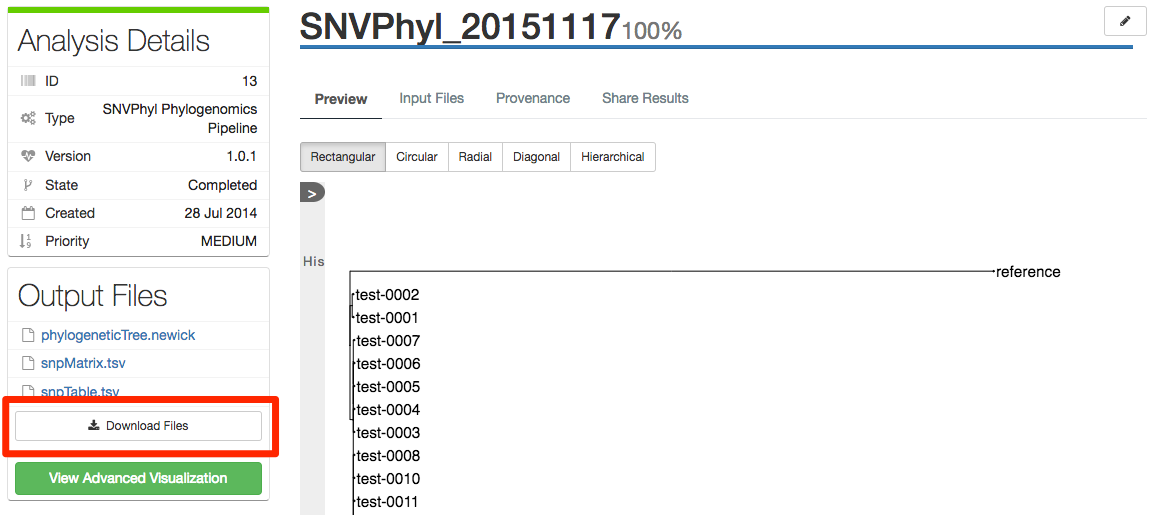 Analysis Details
ID 13
Type SNVPhyl Phylogenomics
Pipeline
Version 1.0.1
State Completed
Created 28 Jul 2014
Priority MEDIUM
Output Files
phylogeneticTree.newick
snpMatrix.tsv
snpTable.tsv
Download Files
View Advanced Visualization
SNVPhyl_20151117 100%
Preview Input Files Provenance Share Results
Rectangular Circular Radial Diagonal Hierarchical
>
His
reference
test-0002
test-0001
test-0007
test-0006
test-0005
test-0004
test-0003
test-0008
test-0010
test-0011